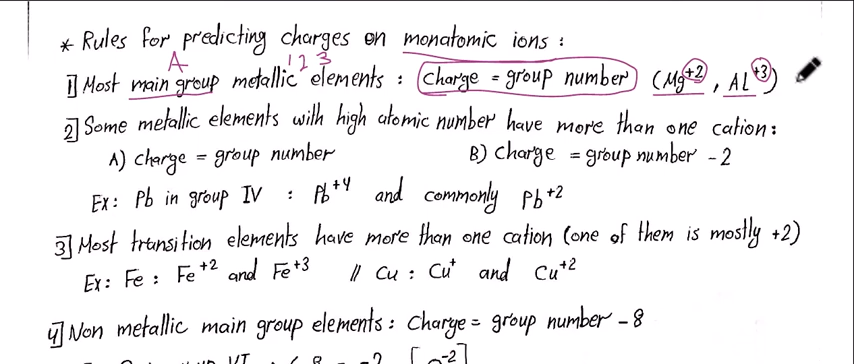 * Rules for predicting charges on monatomic ions :
A 1 2 3
1] Most main group metallic elements : charge = group number (Mg+2, Al+3)
2] Some metallic elements with high atomic number have more than one cation :
A) charge = group number B) Charge = group number - 2
Ex: Pb in group IV : Pb+4 and commonly Pb+2
3] Most transition elements have more than one cation (one of them is mostly +2)
Ex: Fe : Fe+2 and Fe+3 // Cu : Cu+ and Cu+2
4] Non metallic main group elements : Charge = group number - 8